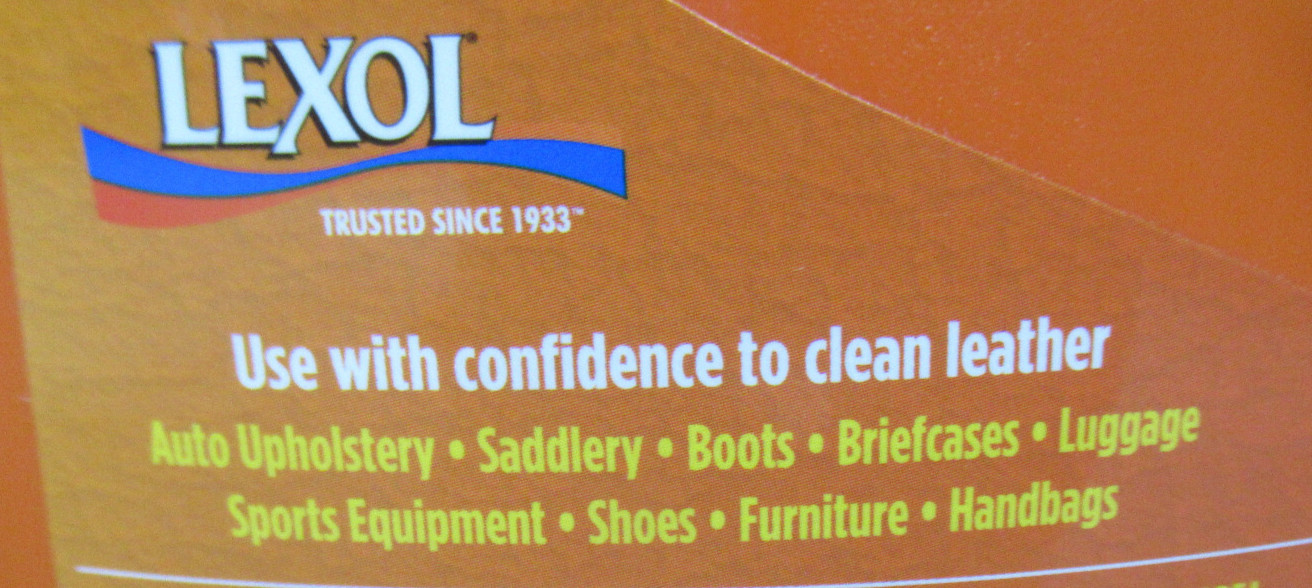 LEXOL®
TRUSTED SINCE 1933™
Use with confidence to clean leather
Auto Upholstery • Saddlery • Boots • Briefcases • Luggage
Sports Equipment • Shoes • Furniture • Handbags